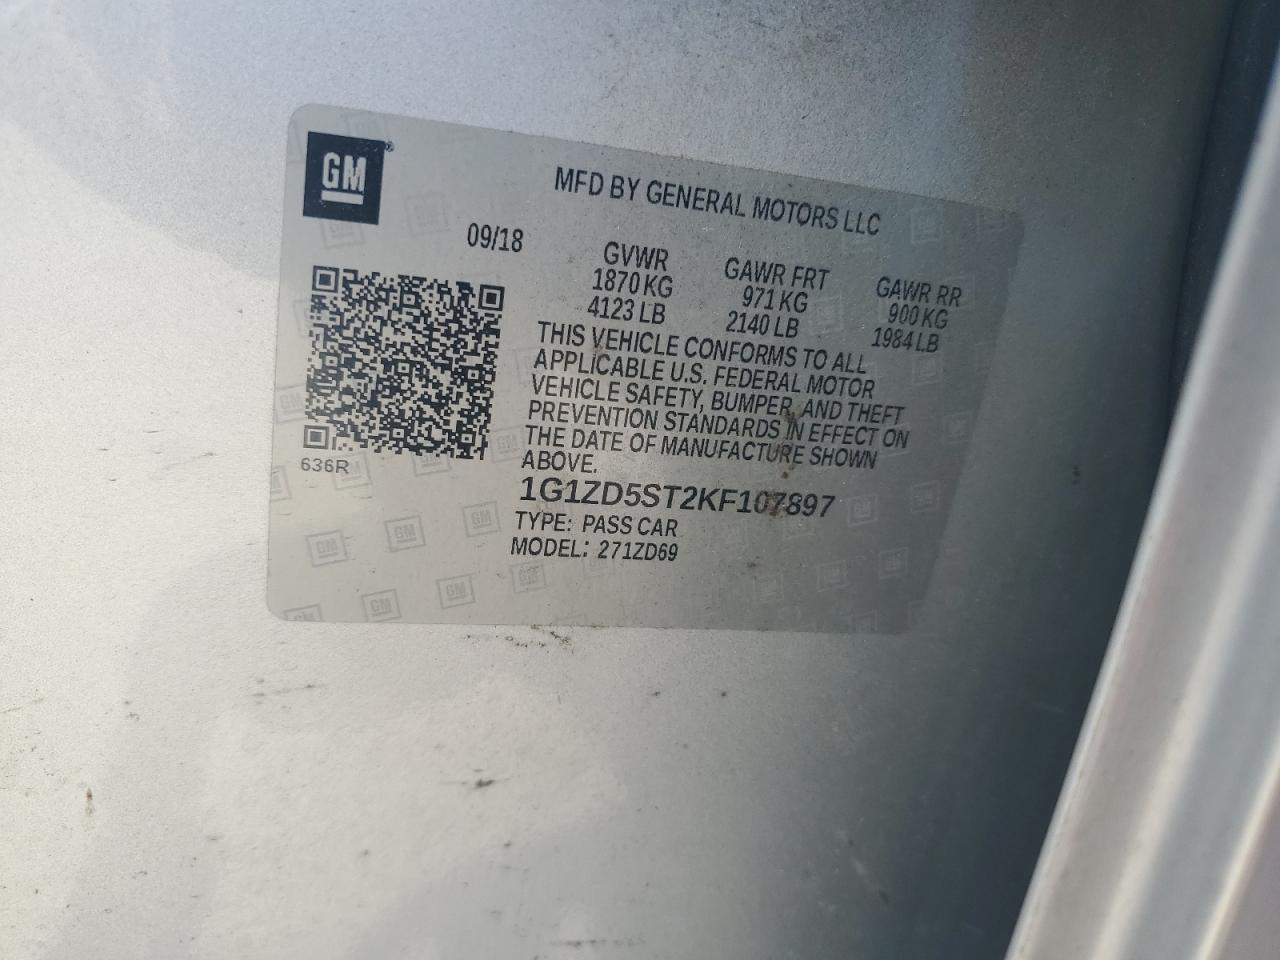 GM
MFD BY GENERAL MOTORS LLC
09/18
GVWR GAWR FRT GAWR RR
1870 KG 971 KG 900 KG
4123 LB 2140 LB 1984 LB
THIS VEHICLE CONFORMS TO ALL
APPLICABLE U.S. FEDERAL MOTOR
VEHICLE SAFETY, BUMPER, AND THEFT
PREVENTION STANDARDS IN EFFECT ON
THE DATE OF MANUFACTURE SHOWN
ABOVE.
636R
1G1ZD5ST2KF107897
TYPE: PASS CAR
MODEL: 271ZD69